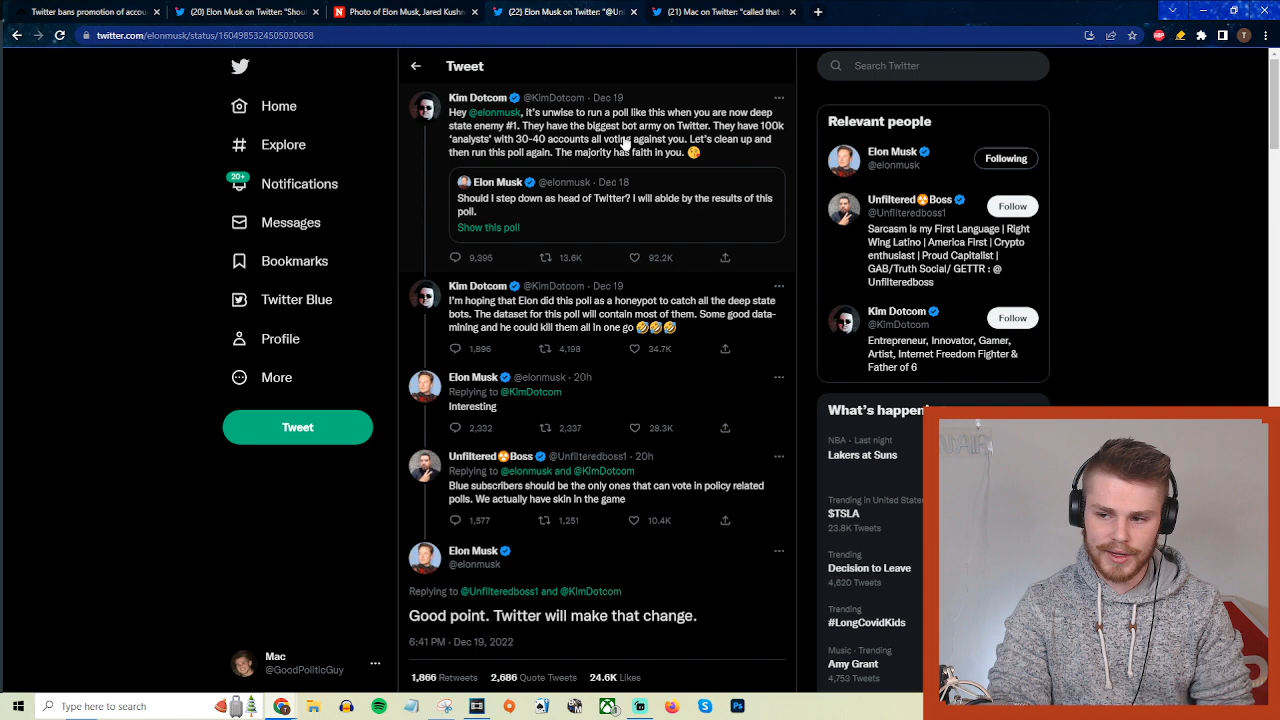 Twitter bans promotion of accou
(20) Elon Musk on Twitter: "Shou
Photo of Elon Musk, Jared Kushn
(22) Elon Musk on Twitter: "@Unf
(21) Mac on Twitter: "called that s
twitter.com/elonmusk/status/1604985324505030658
Home
Explore
20+
Notifications
Messages
Bookmarks
Twitter Blue
Profile
More
Tweet
Mac
@GoodPoliticGuy
Tweet
Kim Dotcom @KimDotcom · Dec 19
Hey @elonmusk, it's unwise to run a poll like this when you are now deep
state enemy #1. They have the biggest bot army on Twitter. They have 100k
'analysts' with 30-40 accounts all voting against you. Let's clean up and
then run this poll again. The majority has faith in you.
Elon Musk @elonmusk · Dec 18
Should I step down as head of Twitter? I will abide by the results of this
poll.
Show this poll
9,395 13.6K 92.2K
Kim Dotcom @KimDotcom · Dec 19
I'm hoping that Elon did this poll as a honeypot to catch all the deep state
bots. The dataset for this poll will contain most of them. Some good data-
mining and he could kill them all in one go
1,896 4,198 34.7K
Elon Musk @elonmusk · 20h
Replying to @KimDotcom
Interesting
2,332 2,337 28.3K
Unfiltered Boss @Unfilteredboss1 · 20h
Replying to @elonmusk and @KimDotcom
Blue subscribers should be the only ones that can vote in policy related
polls. We actually have skin in the game
1,577 1,251 10.4K
Elon Musk
@elonmusk
Replying to @Unfilteredboss1 and @KimDotcom
Good point. Twitter will make that change.
6:41 PM · Dec 19, 2022
1,866 Retweets 2,686 Quote Tweets 24.6K Likes
Search Twitter
Relevant people
Elon Musk
@elonmusk
Following
Unfiltered Boss
@Unfilteredboss1
Follow
Sarcasm is my First Language | Right
Wing Latino | America First | Crypto
enthusiast | Proud Capitalist |
GAB/Truth Social/ GETTR : @
Unfilteredboss
Kim Dotcom
@KimDotcom
Follow
Entrepreneur, Innovator, Gamer,
Artist, Internet Freedom Fighter &
Father of 6
What's happen
NBA · Last night
Lakers at Suns
Trending in United States
$TSLA
23.8K Tweets
Trending
Decision to Leave
4,620 Tweets
Trending
#LongCovidKids
Music · Trending
Amy Grant
4,753 Tweets
Type here to search